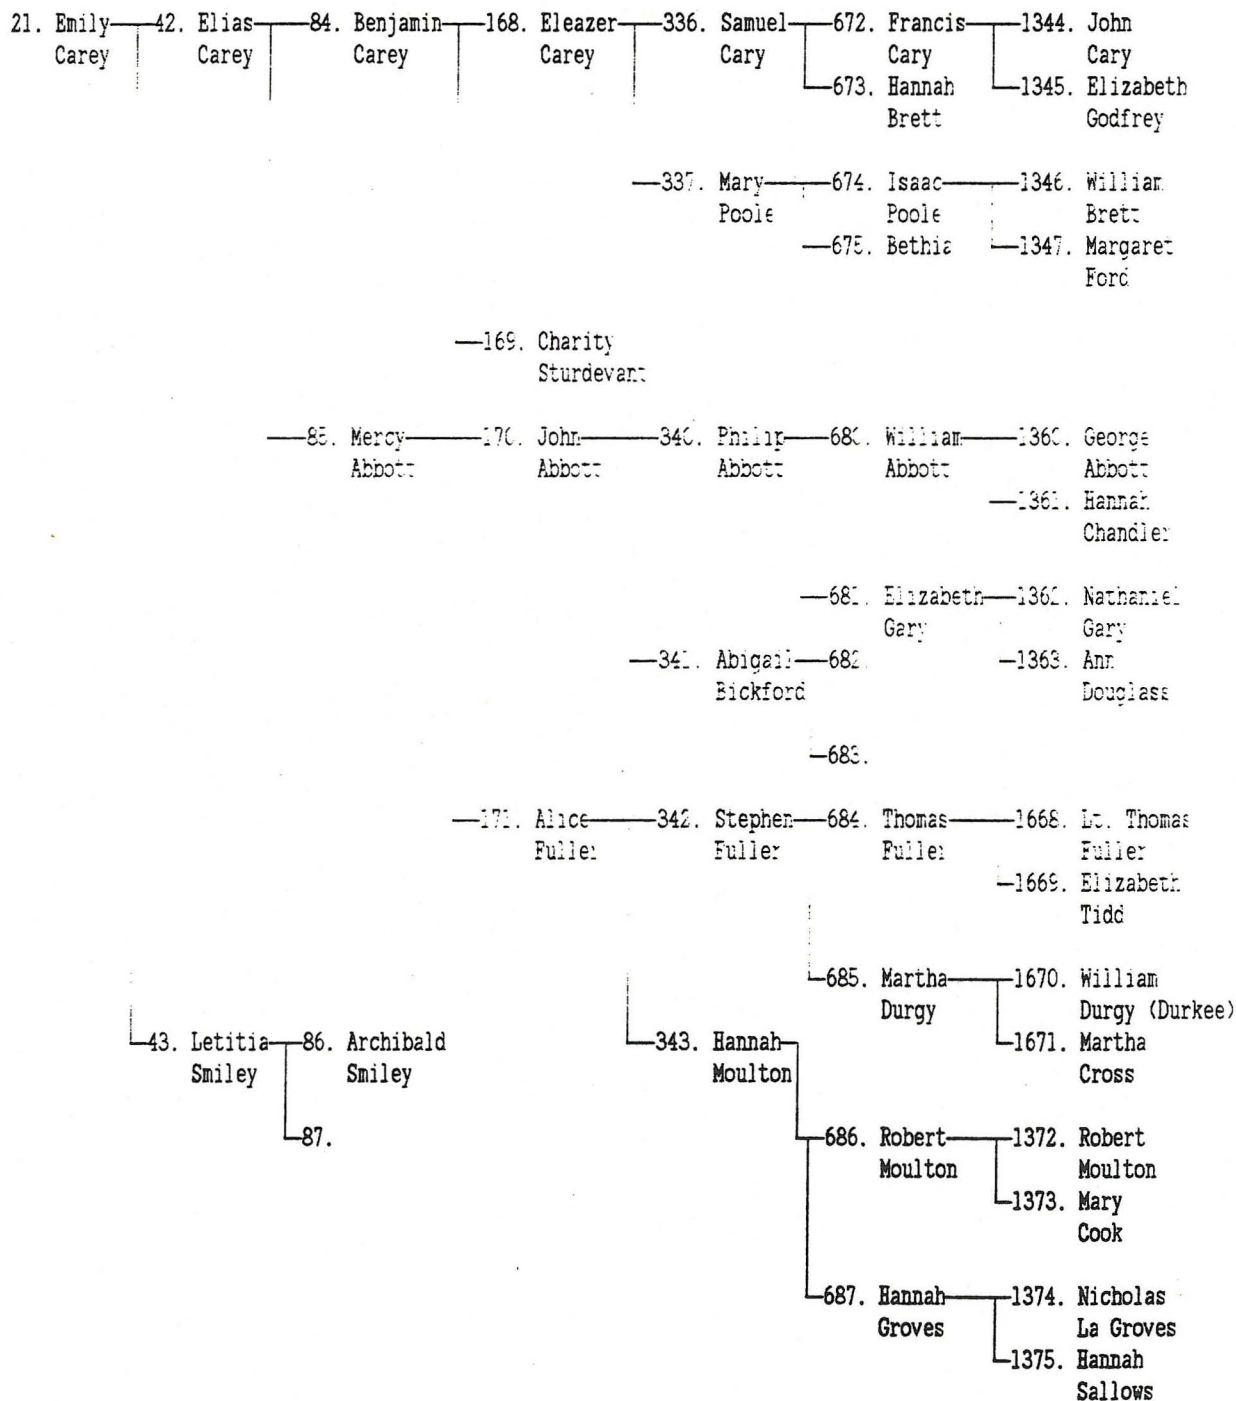 21. Emily 42. Elias 84. Benjamin 168. Eleazer 336. Samuel 672. Francis 1344. John
Carey Carey Carey Carey Cary Cary Cary
673. Hannah 1345. Elizabeth
Brett Godfrey
337. Mary 674. Isaac 1346. William
Poole Poole Brett
675. Bethia 1347. Margaret
Ford
169. Charity
Sturdevant
85. Mercy 170. John 340. Philip 680. William 1360. George
Abbott Abbott Abbott Abbott Abbott
1361. Hannah
Chandler
681. Elizabeth 1362. Nathaniel
Gary Gary
341. Abigail 682. 1363. Ann
Bickford Douglass
683.
171. Alice 342. Stephen 684. Thomas 1668. Lt. Thomas
Fuller Fuller Fuller Fuller
1669. Elizabeth
Tidd
685. Martha 1670. William
Durgy Durgy (Durkee)
43. Letitia 86. Archibald 343. Hannah 1671. Martha
Smiley Smiley Moulton Cross
87. 686. Robert 1372. Robert
Moulton Moulton
1373. Mary
Cook
687. Hannah 1374. Nicholas
Groves La Groves
1375. Hannah
Sallows